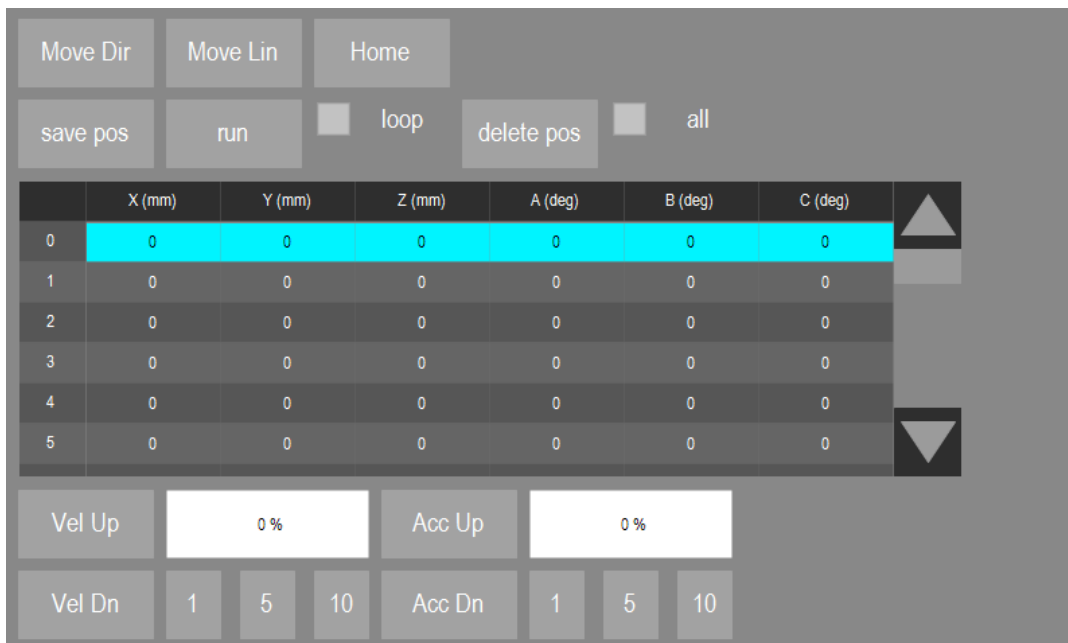 Move Dir Move Lin Home
save pos run loop delete pos all
X (mm) Y (mm) Z (mm) A (deg) B (deg) C (deg)
0 0 0 0 0 0 0
1 0 0 0 0 0 0
2 0 0 0 0 0 0
3 0 0 0 0 0 0
4 0 0 0 0 0 0
5 0 0 0 0 0 0
Vel Up 0 % Acc Up 0 %
Vel Dn 1 5 10 Acc Dn 1 5 10